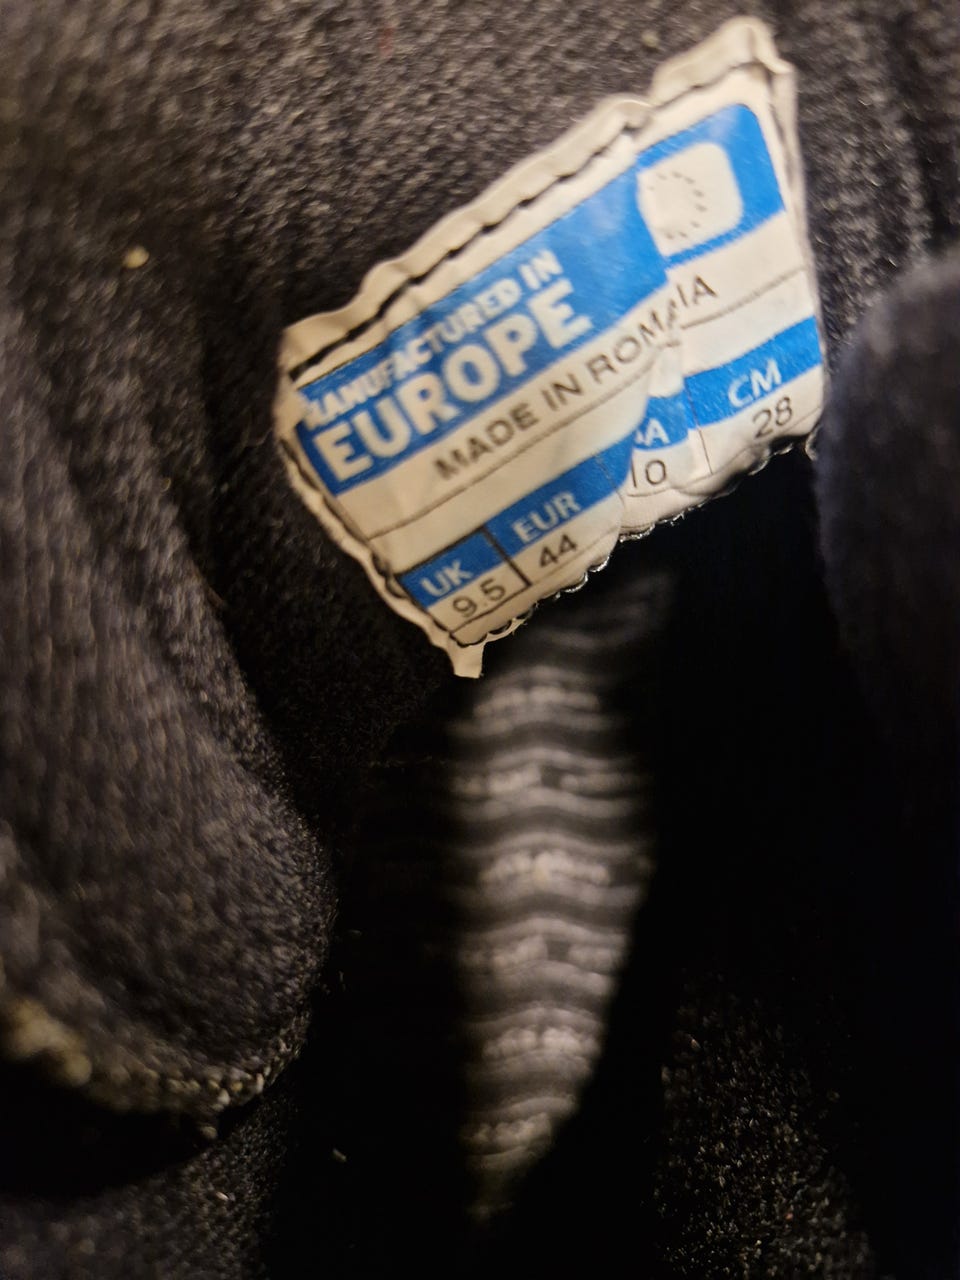 MANUFACTURED IN
EUROPE
MADE IN ROMANIA
UK EUR CM
9.5 44 10 28